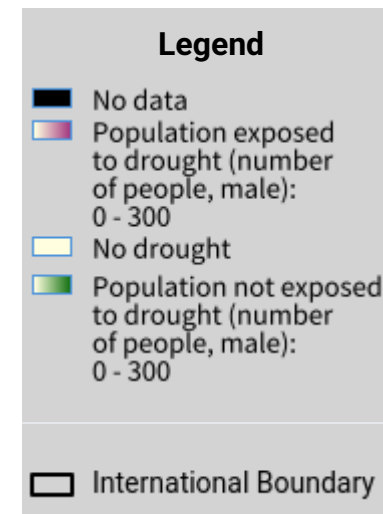 Legend
No data
Population exposed
to drought (number
of people, male):
0 - 300
No drought
Population not exposed
to drought (number
of people, male):
0 - 300
International Boundary